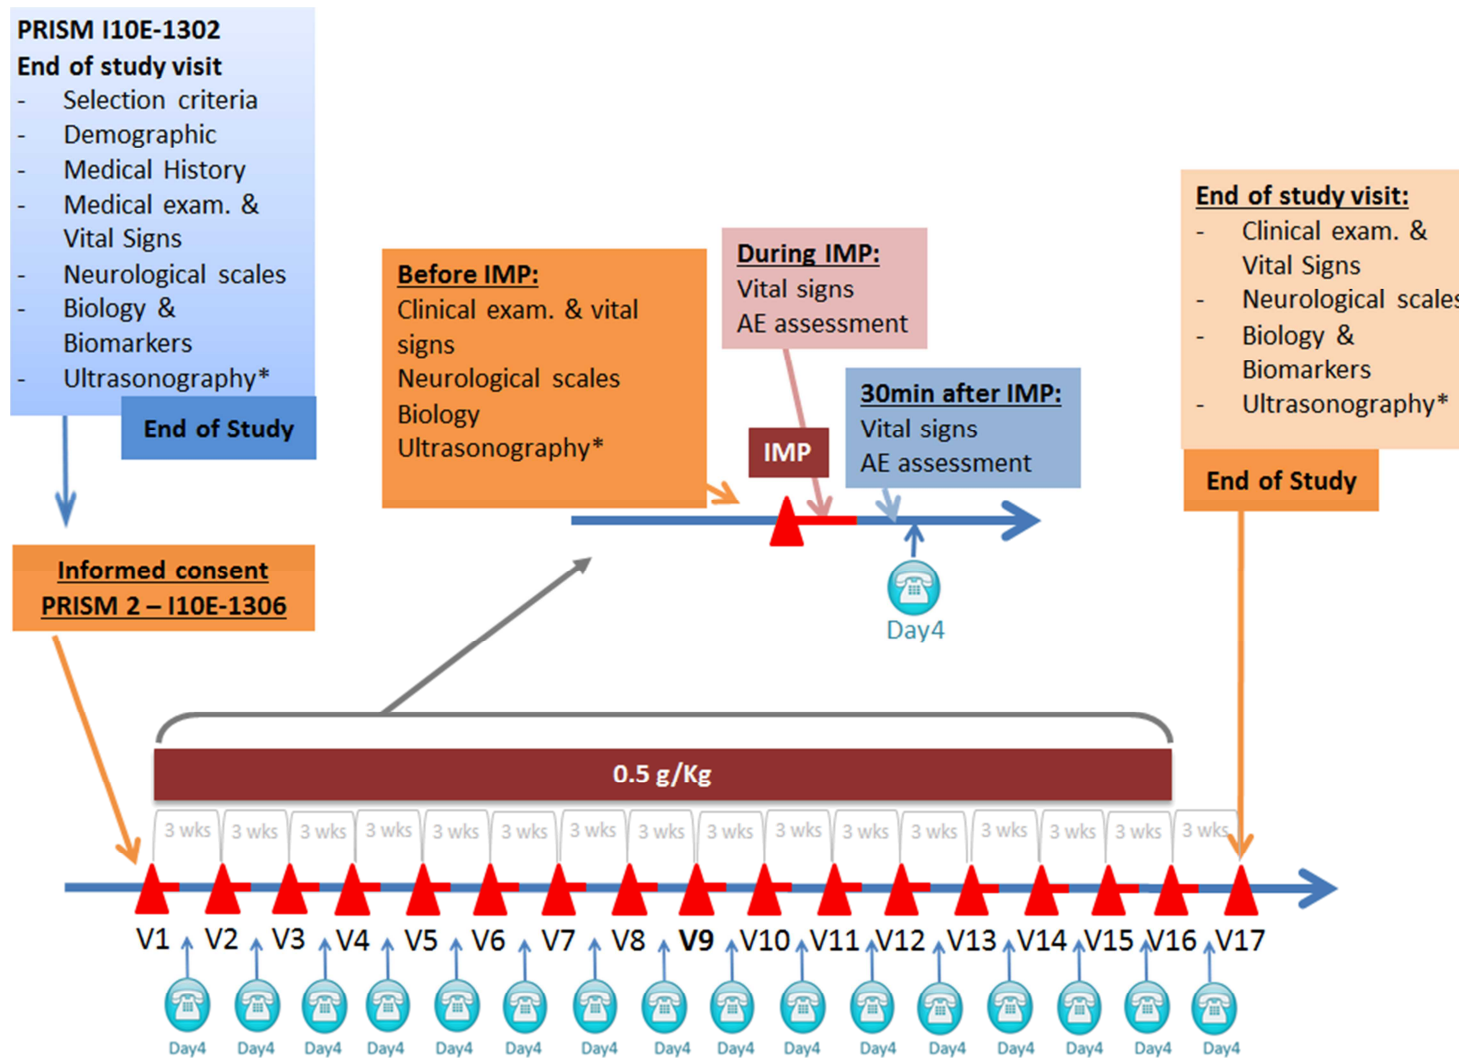 PRISM I10E-1302
End of study visit
- Selection criteria
- Demographic
- Medical History
- Medical exam. &
Vital Signs
- Neurological scales
- Biology &
Biomarkers
- Ultrasonography*
End of Study
Informed consent
PRISM 2 – I10E-1306
Before IMP:
Clinical exam. & vital
signs
Neurological scales
Biology
Ultrasonography*
During IMP:
Vital signs
AE assessment
IMP
30min after IMP:
Vital signs
AE assessment
Day4
End of study visit:
- Clinical exam. &
Vital Signs
- Neurological scales
- Biology &
Biomarkers
- Ultrasonography*
End of Study
0.5 g/Kg
3 wks 3 wks 3 wks 3 wks 3 wks 3 wks 3 wks 3 wks 3 wks 3 wks 3 wks 3 wks 3 wks 3 wks 3 wks 3 wks
V1 V2 V3 V4 V5 V6 V7 V8 V9 V10 V11 V12 V13 V14 V15 V16 V17
Day4 Day4 Day4 Day4 Day4 Day4 Day4 Day4 Day4 Day4 Day4 Day4 Day4 Day4 Day4 Day4